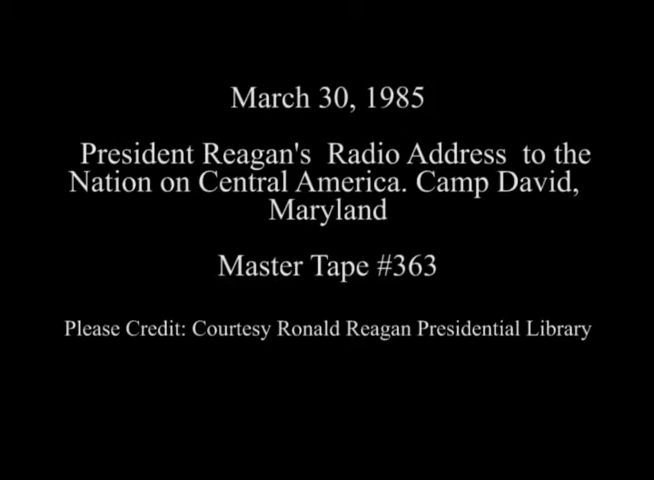 March 30, 1985
President Reagan's Radio Address to the
Nation on Central America. Camp David,
Maryland
Master Tape #363
Please Credit: Courtesy Ronald Reagan Presidential Library